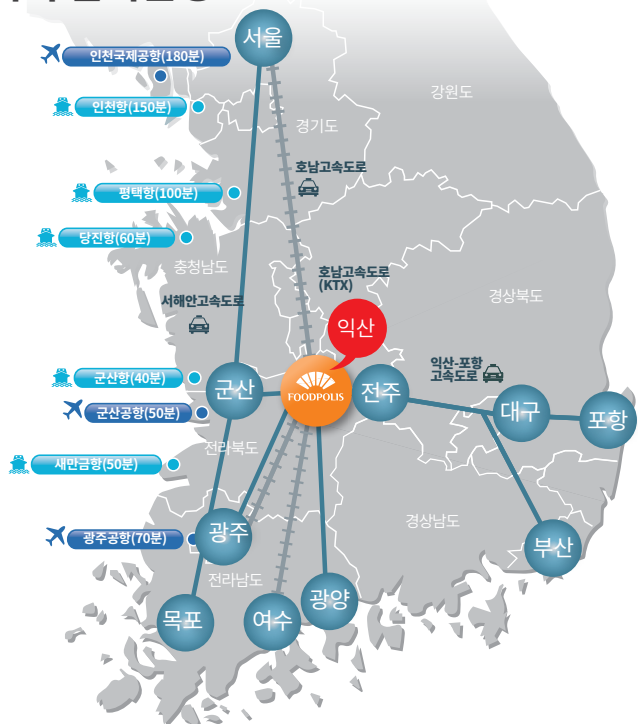 서울
인천국제공항(180분)
강원도
인천항(150분)
경기도
호남고속도로
평택항(100분)
당진항(60분)
충청남도
호남고속도로
(KTX)
경상북도
서해안고속도로
익산
익산-포항
고속도로
군산항(40분)
군산
FOODPOLIS
전주
대구
포항
군산공항(50분)
전라북도
새만금항(50분)
경상남도
광주공항(70분)
광주
부산
전라남도
광양
목포
여수